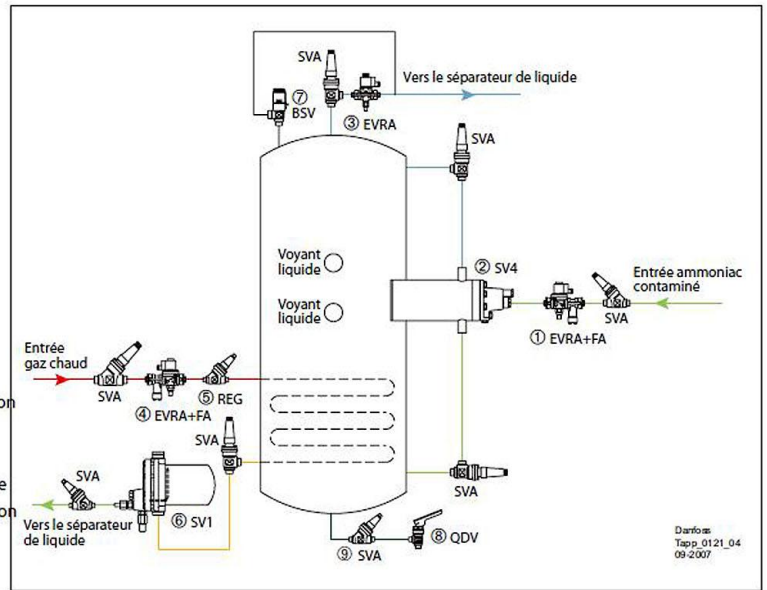 SVA
Vers le séparateur de liquide
⑦
BSV
③ EVRA
SVA
Voyant
liquide
② SV4
Entrée ammoniac
contaminé
Voyant
liquide
SVA
① EVRA+FA
Entrée
gaz chaud
SVA
⑤ REG
④ EVRA+FA
on
SVA
SVA
e
on
Vers le séparateur
de liquide
⑥ SV1
SVA
⑧ QDV
⑨ SVA
Danfoss
Tapp_0121_04
09-2007